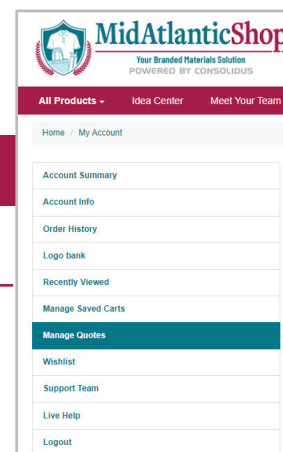 MidAtlanticShop
Your Branded Materials Solution
POWERED BY CONSOLIDUS
All Products Idea Center Meet Your Team
Home / My Account
Account Summary
Account Info
Order History
Logo bank
Recently Viewed
Manage Saved Carts
Manage Quotes
Wishlist
Support Team
Live Help
Logout